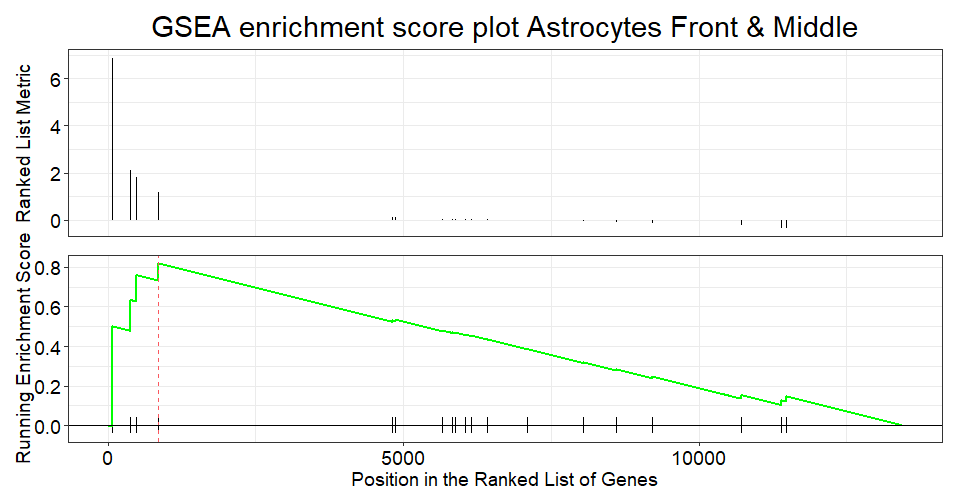 GSEA enrichment score plot Astrocytes Front & Middle
Ranked List Metric
6
4
2
0
Running Enrichment Score
0.8
0.6
0.4
0.2
0.0
0 5000 10000
Position in the Ranked List of Genes